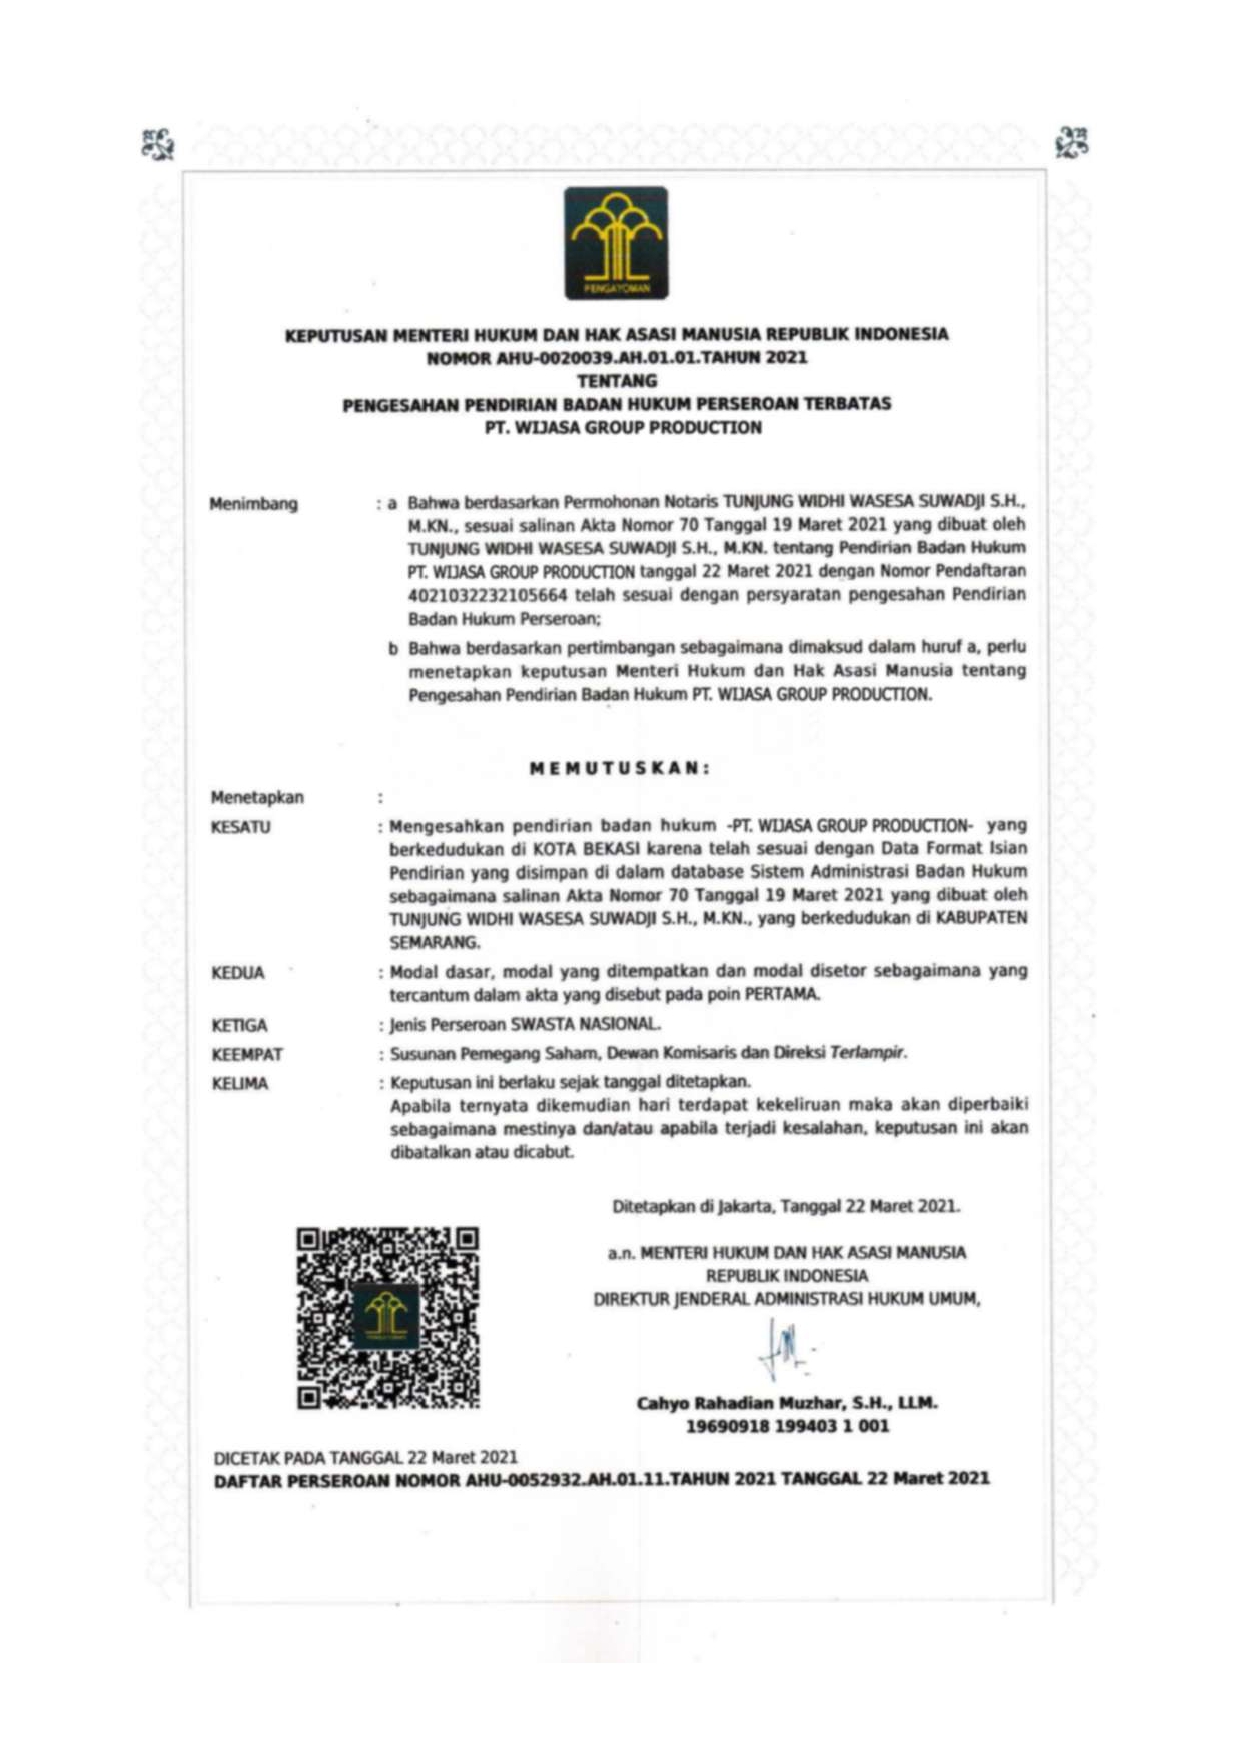 PENGAYOMAN
KEPUTUSAN MENTERI HUKUM DAN HAK ASASI MANUSIA REPUBLIK INDONESIA
NOMOR AHU-0020039.AH.01.01.TAHUN 2021
TENTANG
PENGESAHAN PENDIRIAN BADAN HUKUM PERSEROAN TERBATAS
PT. WIJASA GROUP PRODUCTION
Menimbang : a Bahwa berdasarkan Permohonan Notaris TUNJUNG WIDHI WASESA SUWADJI S.H.,
M.KN., sesuai salinan Akta Nomor 70 Tanggal 19 Maret 2021 yang dibuat oleh
TUNJUNG WIDHI WASESA SUWADJI S.H., M.KN. tentang Pendirian Badan Hukum
PT. WIJASA GROUP PRODUCTION tanggal 22 Maret 2021 dengan Nomor Pendaftaran
4021032232105664 telah sesuai dengan persyaratan pengesahan Pendirian
Badan Hukum Perseroan;
b Bahwa berdasarkan pertimbangan sebagaimana dimaksud dalam huruf a, perlu
menetapkan keputusan Menteri Hukum dan Hak Asasi Manusia tentang
Pengesahan Pendirian Badan Hukum PT. WIJASA GROUP PRODUCTION.
M E M U T U S K A N :
Menetapkan :
KESATU : Mengesahkan pendirian badan hukum -PT. WIJASA GROUP PRODUCTION- yang
berkedudukan di KOTA BEKASI karena telah sesuai dengan Data Format Isian
Pendirian yang disimpan di dalam database Sistem Administrasi Badan Hukum
sebagaimana salinan Akta Nomor 70 Tanggal 19 Maret 2021 yang dibuat oleh
TUNJUNG WIDHI WASESA SUWADJI S.H., M.KN., yang berkedudukan di KABUPATEN
SEMARANG.
KEDUA : Modal dasar, modal yang ditempatkan dan modal disetor sebagaimana yang
tercantum dalam akta yang disebut pada poin PERTAMA.
KETIGA : Jenis Perseroan SWASTA NASIONAL.
KEEMPAT : Susunan Pemegang Saham, Dewan Komisaris dan Direksi Terlampir.
KELIMA : Keputusan ini berlaku sejak tanggal ditetapkan.
Apabila ternyata dikemudian hari terdapat kekeliruan maka akan diperbaiki
sebagaimana mestinya dan/atau apabila terjadi kesalahan, keputusan ini akan
dibatalkan atau dicabut.
Ditetapkan di Jakarta, Tanggal 22 Maret 2021.
a.n. MENTERI HUKUM DAN HAK ASASI MANUSIA
REPUBLIK INDONESIA
DIREKTUR JENDERAL ADMINISTRASI HUKUM UMUM,
Cahyo Rahadian Muzhar, S.H., LLM.
19690918 199403 1 001
DICETAK PADA TANGGAL 22 Maret 2021
DAFTAR PERSEROAN NOMOR AHU-0052932.AH.01.11.TAHUN 2021 TANGGAL 22 Maret 2021